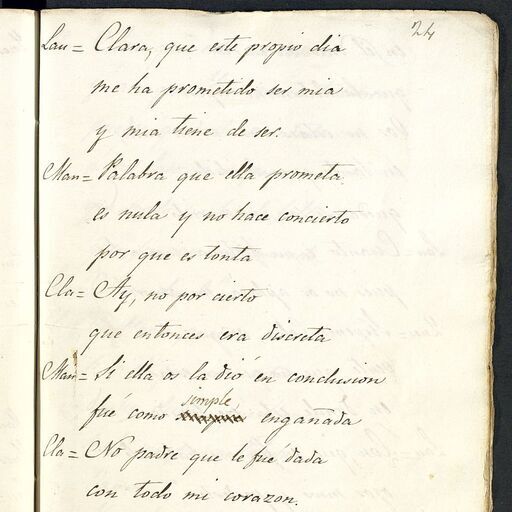 24
Lau= Clara, que este propio dia
me ha prometido ser mia
y mia tiene de ser.
Man= Palabra que ella prometa
es nula y no hace concierto
por que es tonta
Cla= Ay, no por cierto
que entonces era discreta
Man= Si ella os la dió en conclusion
simple,
fué como engañada
Cla= No padre que le fué dada
con todo mi corazon.